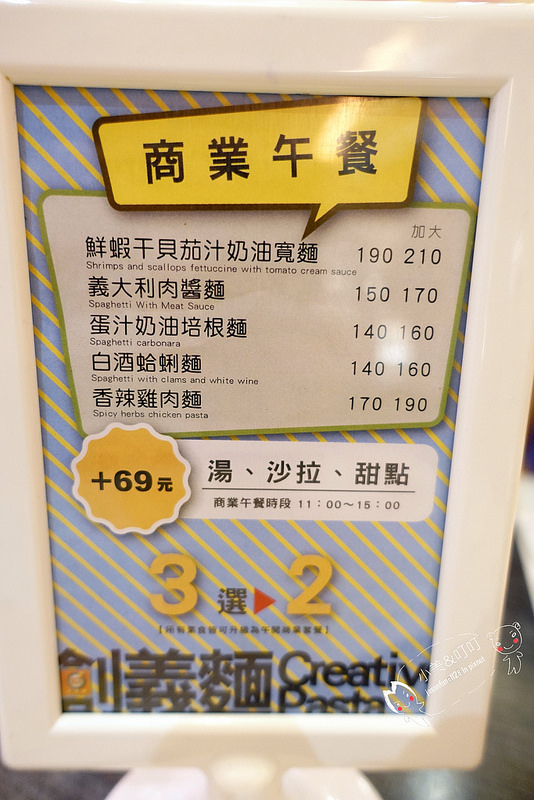 商業午餐
加大
鮮蝦干貝茄汁奶油寬麵 190 210
Shrimps and scallops fettuccine with tomato cream sauce
義大利肉醬麵 150 170
Spaghetti With Meat Sauce
蛋汁奶油培根麵 140 160
Spaghetti carbonara
白酒蛤蜊麵 140 160
Spaghetti with clams and white wine
香辣雞肉麵 170 190
Spicy herbs chicken pasta
+69元
湯、沙拉、甜點
商業午餐時段 11：00～15：00
3選▶2
創義麵
Creativ
Pasta
小芙&叮叮